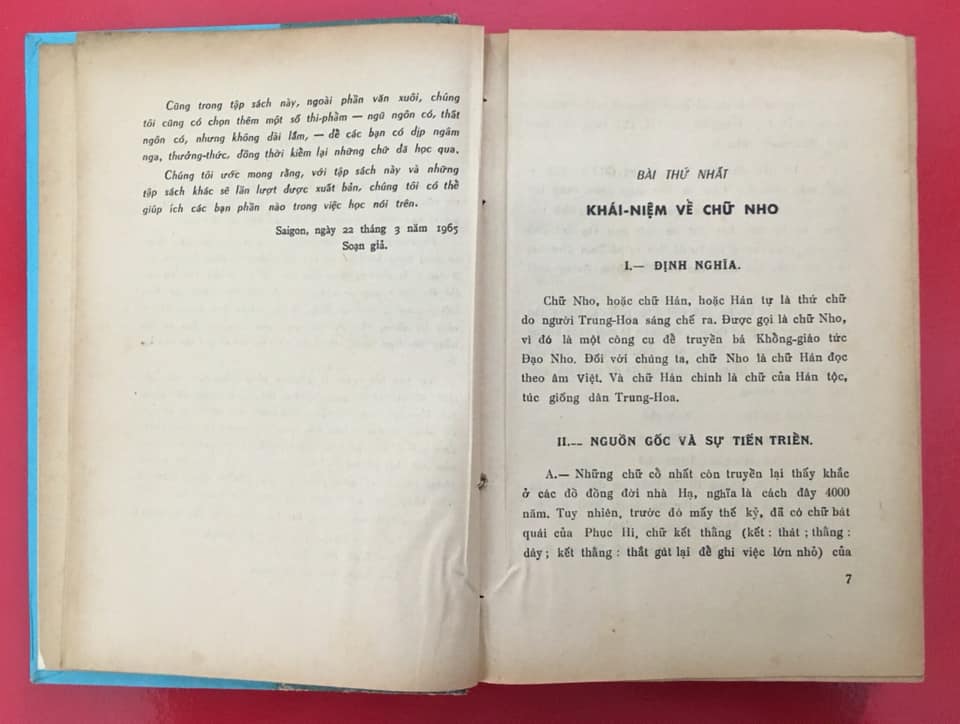 Cũng trong tập sách này, ngoài phần văn xuôi, chúng
tôi cũng có chọn thêm một số thi-phẩm — ngũ ngôn có, thất
ngôn có, nhưng không dài lắm, — để các bạn có dịp ngâm
nga, thưởng-thức, đồng thời kiểm lại những chữ đã học qua.
Chúng tôi ước mong rằng, với tập sách này và những
tập sách khác sẽ lần lượt được xuất bản, chúng tôi có thể
giúp ích các bạn phần nào trong việc học nói trên.
Saigon, ngày 22 tháng 3 năm 1965
Soạn giả.
BÀI THỨ NHẤT
KHÁI-NIỆM VỀ CHỮ NHO
I.— ĐỊNH NGHĨA.
Chữ Nho, hoặc chữ Hán, hoặc Hán tự là thứ chữ
do người Trung-Hoa sáng chế ra. Được gọi là chữ Nho,
vì đó là một công cụ để truyền bá Khổng-giáo tức
Đạo Nho. Đối với chúng ta, chữ Nho là chữ Hán đọc
theo âm Việt. Và chữ Hán chính là chữ của Hán tộc,
túc giống dân Trung-Hoa.
II.— NGUỒN GỐC VÀ SỰ TIẾN TRIỂN.
A.— Những chữ cổ nhất còn truyền lại thấy khắc
ở các đồ đồng đời nhà Hạ, nghĩa là cách đây 4000
năm. Tuy nhiên, trước đó mấy thế kỷ, đã có chữ bát
quái của Phục Hi, chữ kết thằng (kết : thát ; thằng :
dây ; kết thằng : thắt gút lại để ghi việc lớn nhỏ) của
7